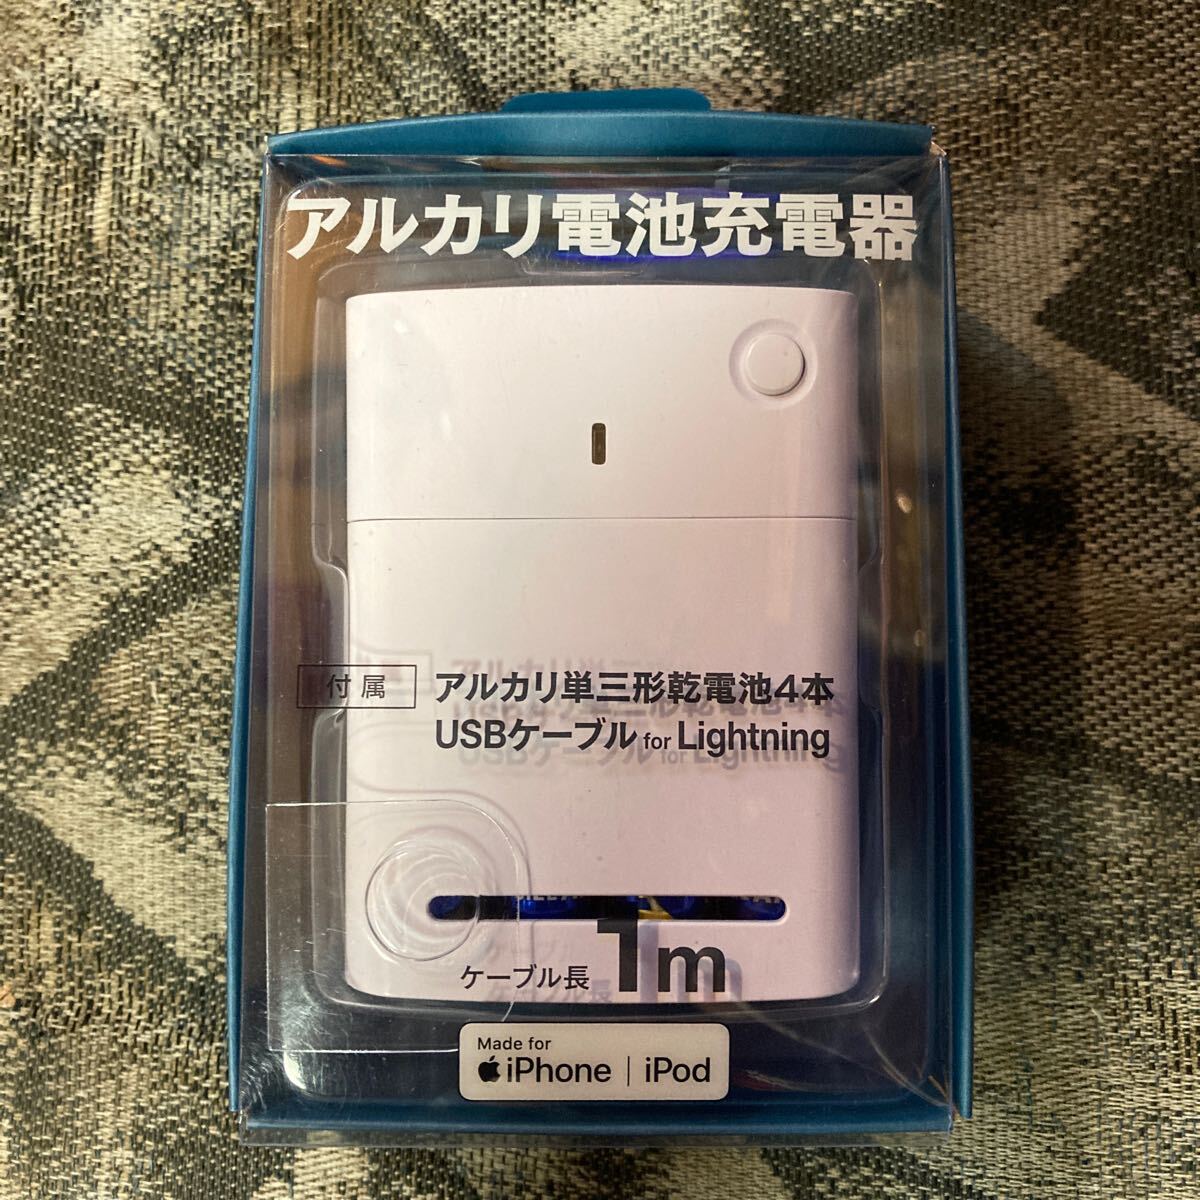 アルカリ電池充電器
付属
アルカリ単三形乾電池4本
USBケーブル for Lightning
ケーブル長 1m
Made for
iPhone | iPod